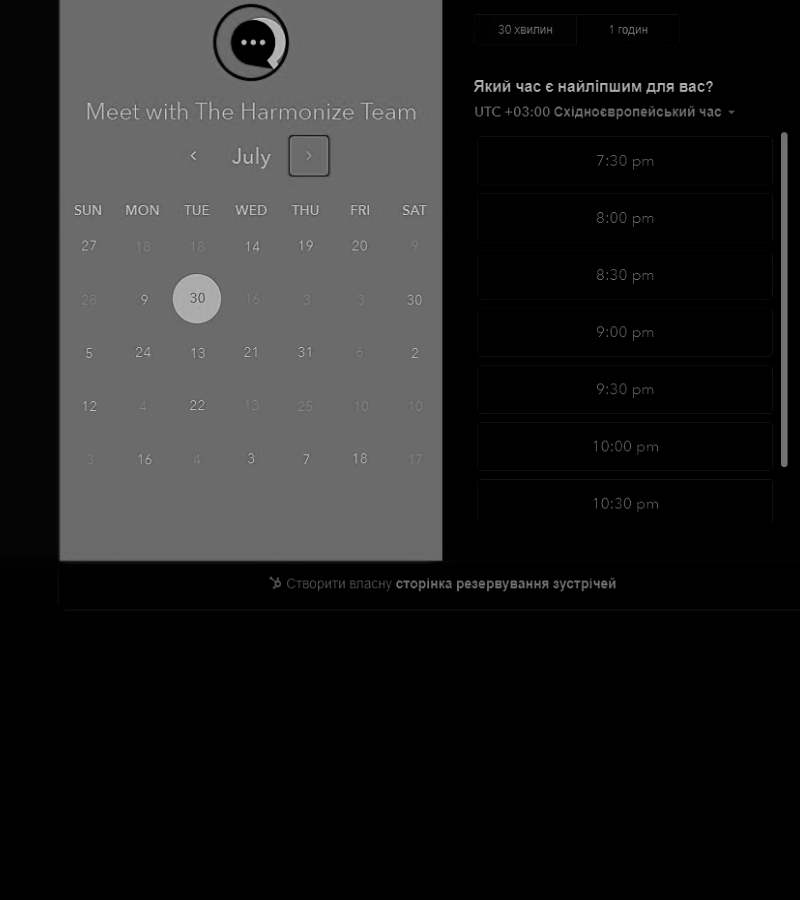 Meet with The Harmonize Team
July
SUN MON TUE WED THU FRI SAT
27 18 18 14 19 20 9
28 9 30 16 3 3 30
5 24 13 21 31 6 2
12 4 22 13 25 10 10
3 16 4 3 7 18 17
30 хвилин 1 годин
Який час є найліпшим для вас?
UTC +03:00 Східноєвропейський час
7:30 pm
8:00 pm
8:30 pm
9:00 pm
9:30 pm
10:00 pm
10:30 pm
Створити власну сторінка резервування зустрічей